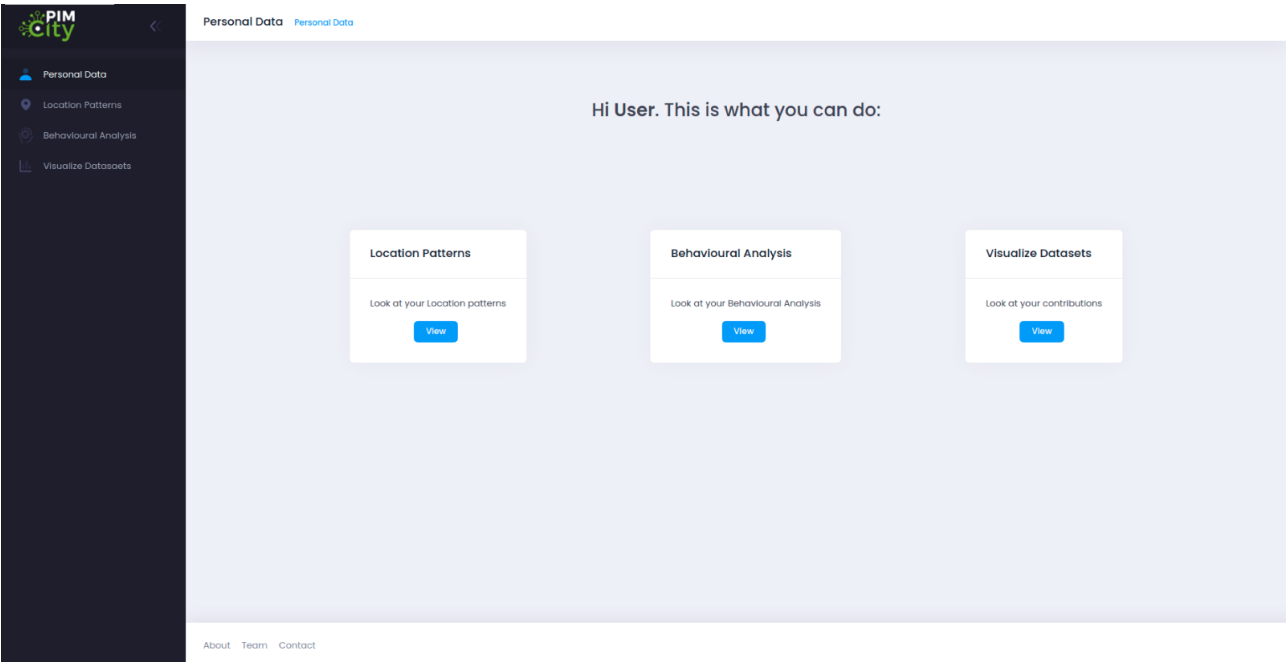 PIM
City
Personal Data Personal Data
Personal Data
Location Patterns
Behavioural Analysis
Visualize Datasaets
Hi User. This is what you can do:
Location Patterns
Look at your Location patterns
View
Behavioural Analysis
Look at your Behavioural Analysis
View
Visualize Datasets
Look at your contributions
View
About Team Contact